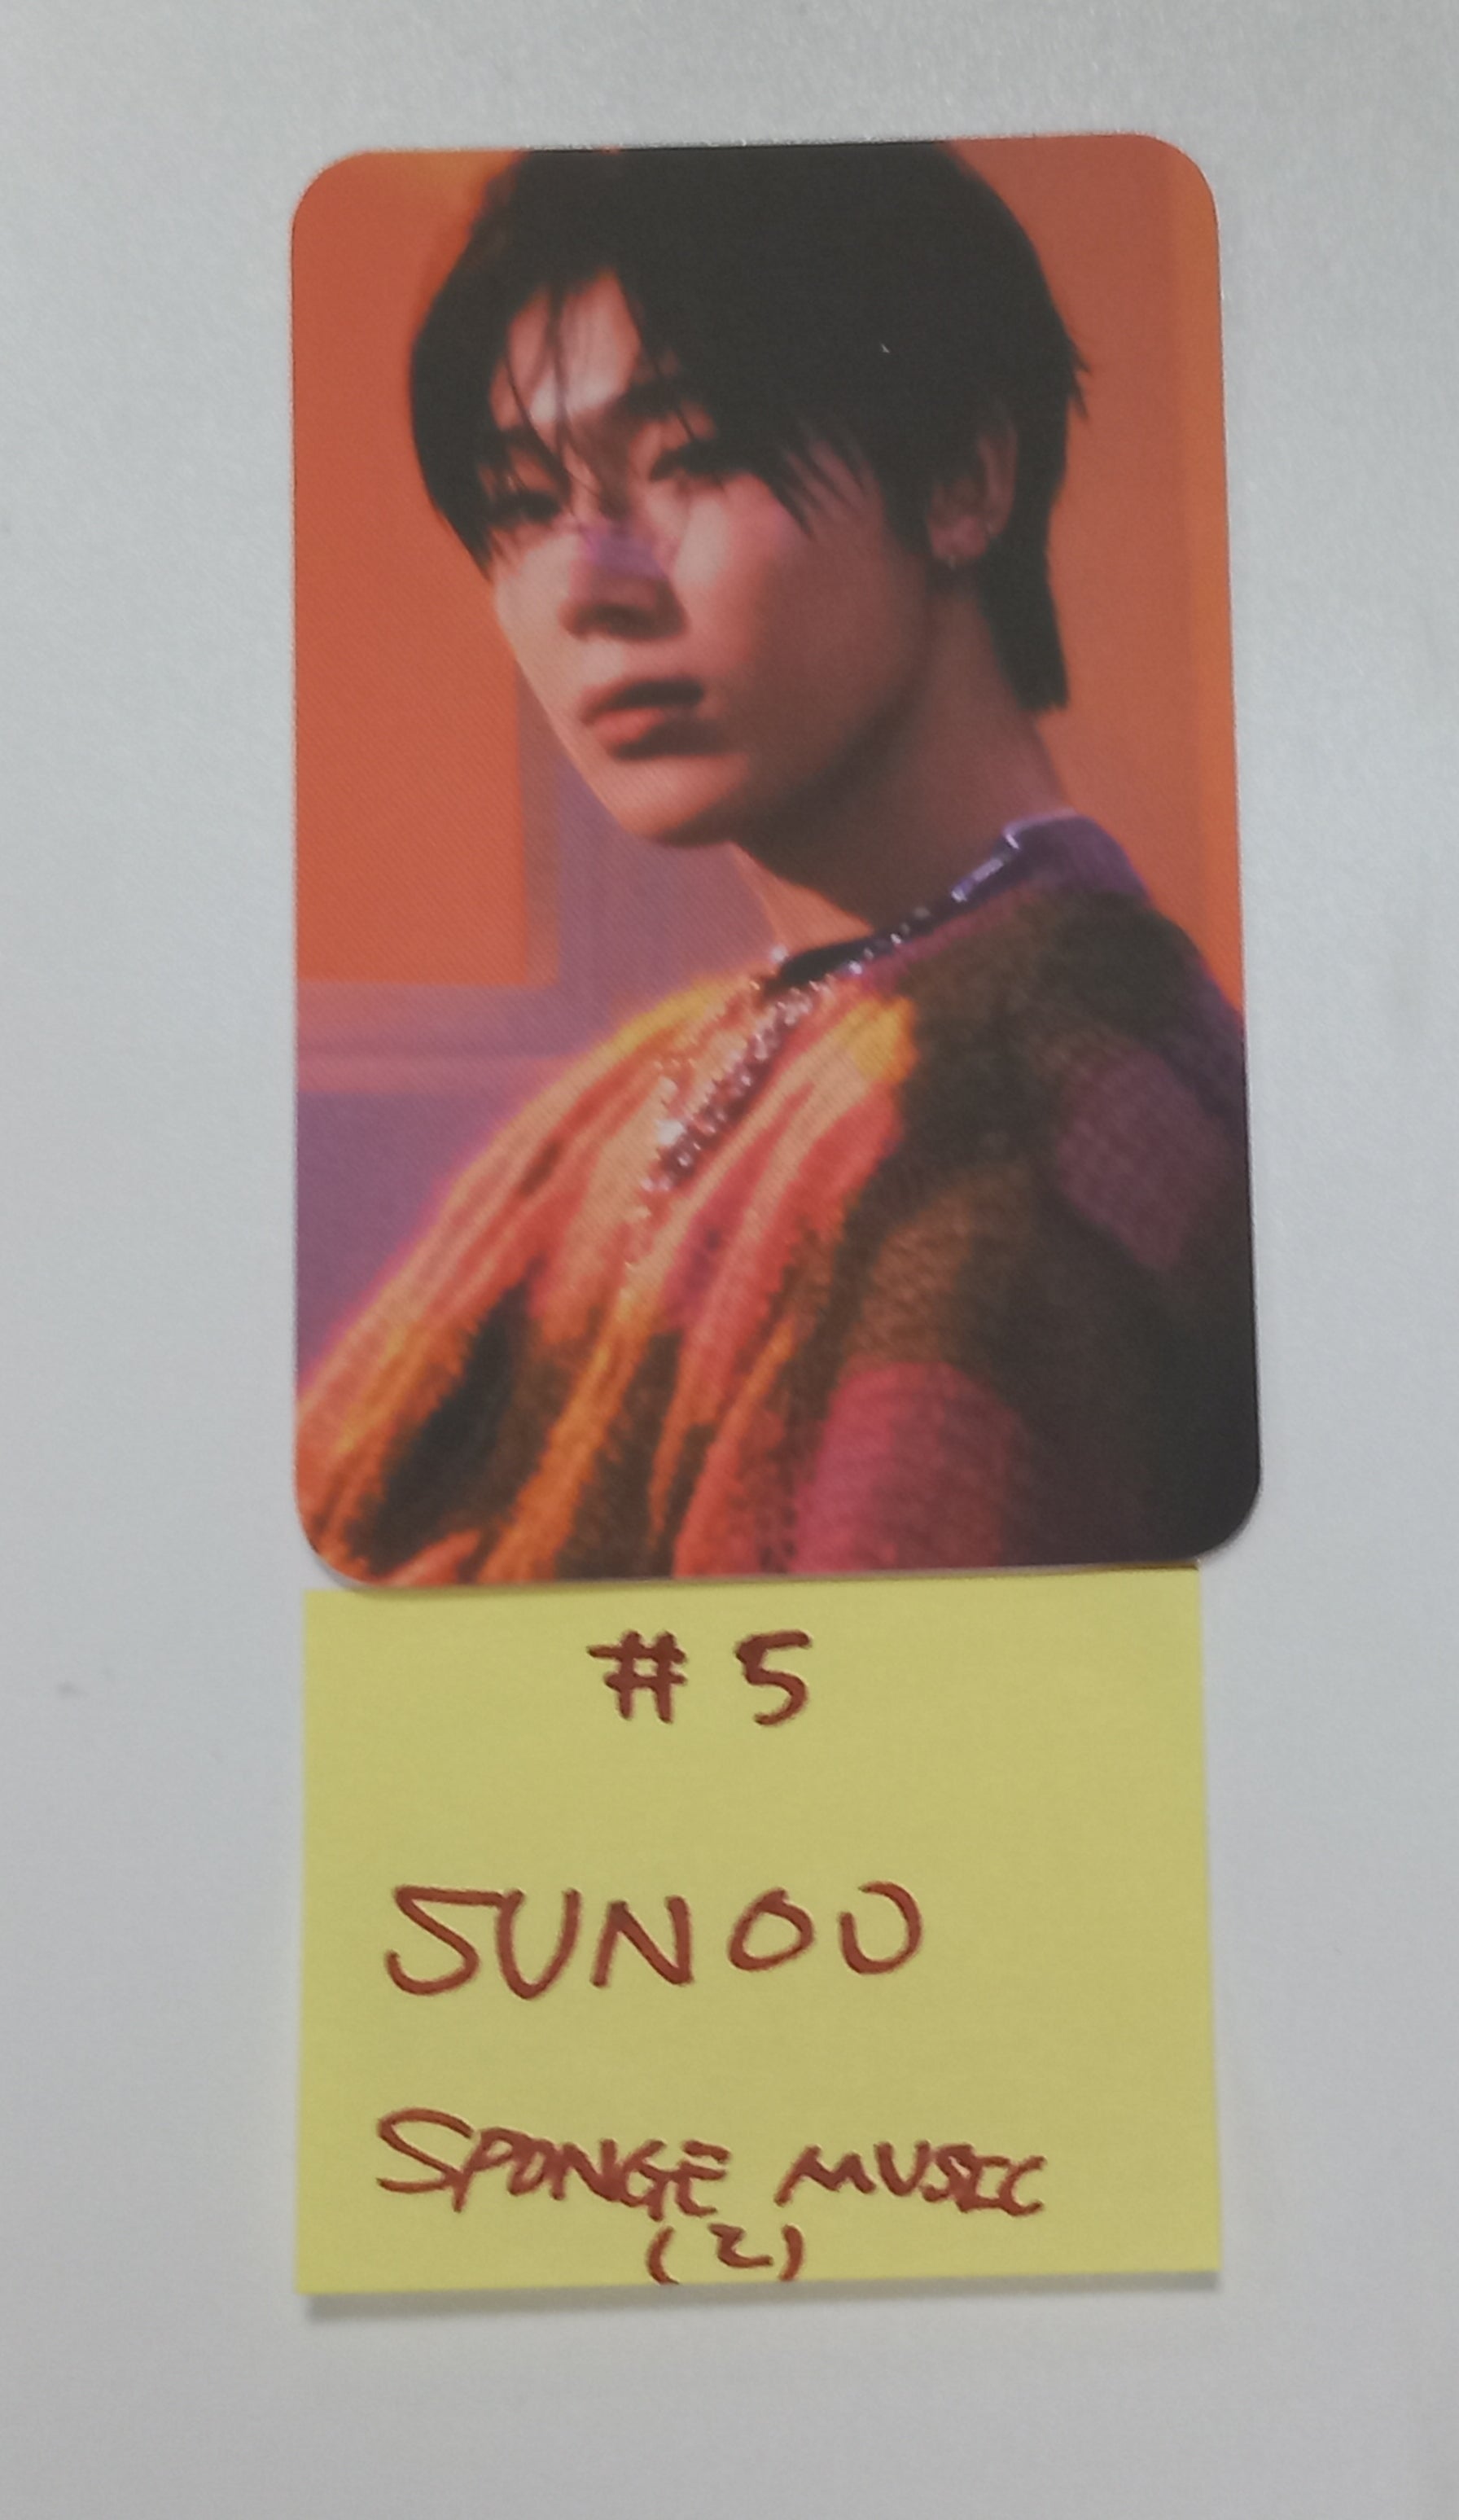 #5
SUNOO
SPONGE MUSIC
(2)